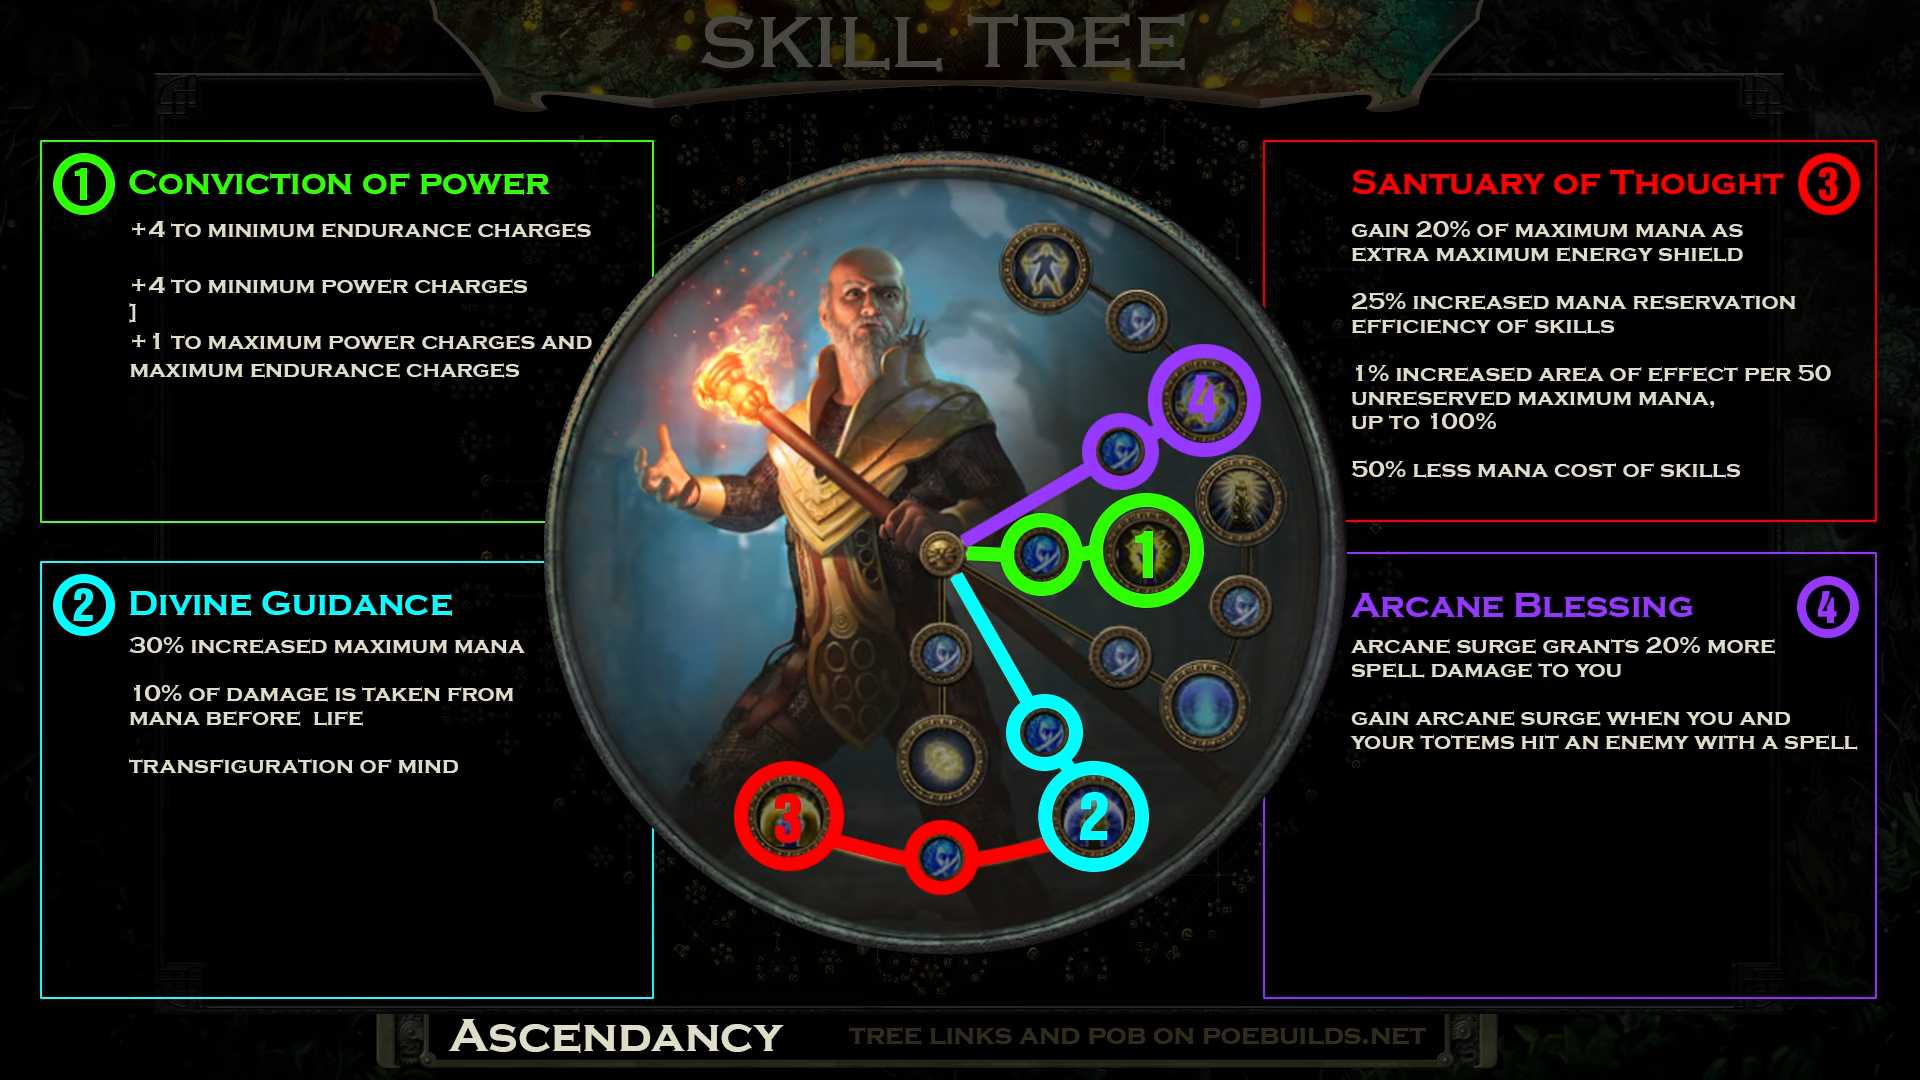 SKILL TREE
1 CONVICTION OF POWER
+4 TO MINIMUM ENDURANCE CHARGES
+4 TO MINIMUM POWER CHARGES
]
+1 TO MAXIMUM POWER CHARGES AND
MAXIMUM ENDURANCE CHARGES
2 DIVINE GUIDANCE
30% INCREASED MAXIMUM MANA
10% OF DAMAGE IS TAKEN FROM
MANA BEFORE LIFE
TRANSFIGURATION OF MIND
4
1
2
3
SANTUARY OF THOUGHT 3
GAIN 20% OF MAXIMUM MANA AS
EXTRA MAXIMUM ENERGY SHIELD
25% INCREASED MANA RESERVATION
EFFICIENCY OF SKILLS
1% INCREASED AREA OF EFFECT PER 50
UNRESERVED MAXIMUM MANA,
UP TO 100%
50% LESS MANA COST OF SKILLS
ARCANE BLESSING 4
ARCANE SURGE GRANTS 20% MORE
SPELL DAMAGE TO YOU
GAIN ARCANE SURGE WHEN YOU AND
YOUR TOTEMS HIT AN ENEMY WITH A SPELL
ASCENDANCY
TREE LINKS AND POB ON POEBUILDS.NET